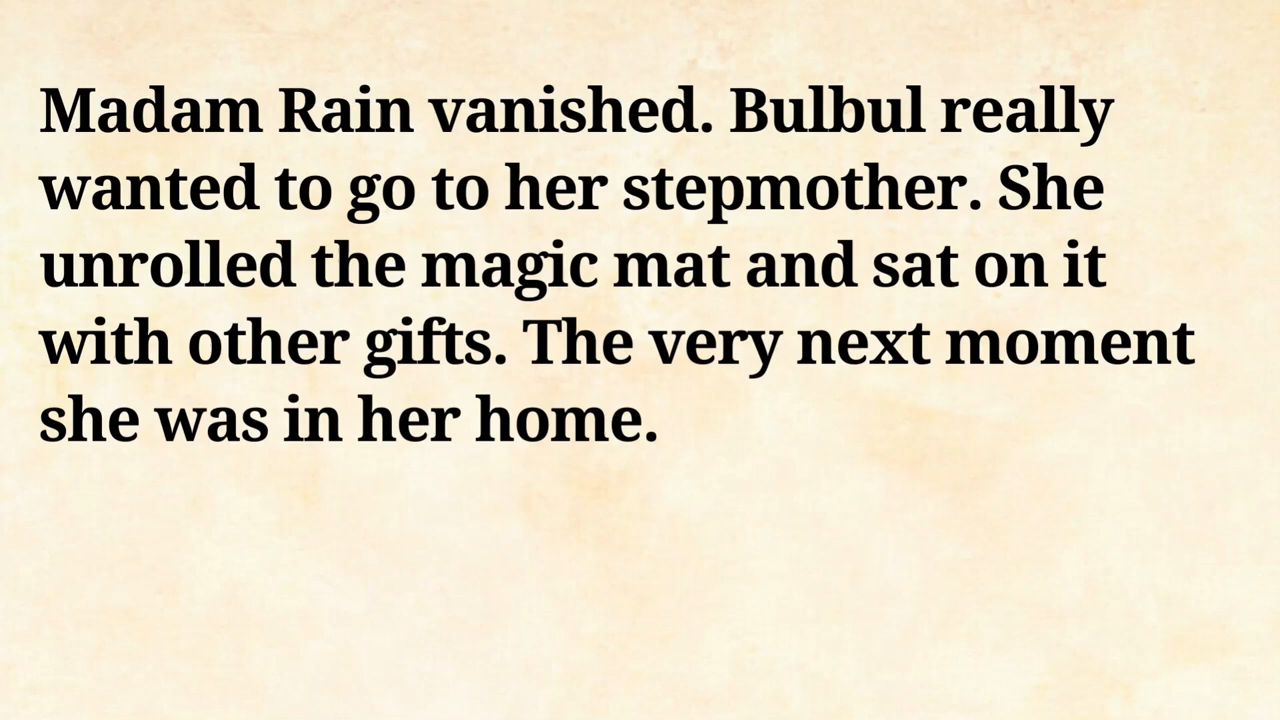 Madam Rain vanished. Bulbul really
wanted to go to her stepmother. She
unrolled the magic mat and sat on it
with other gifts. The very next moment
she was in her home.